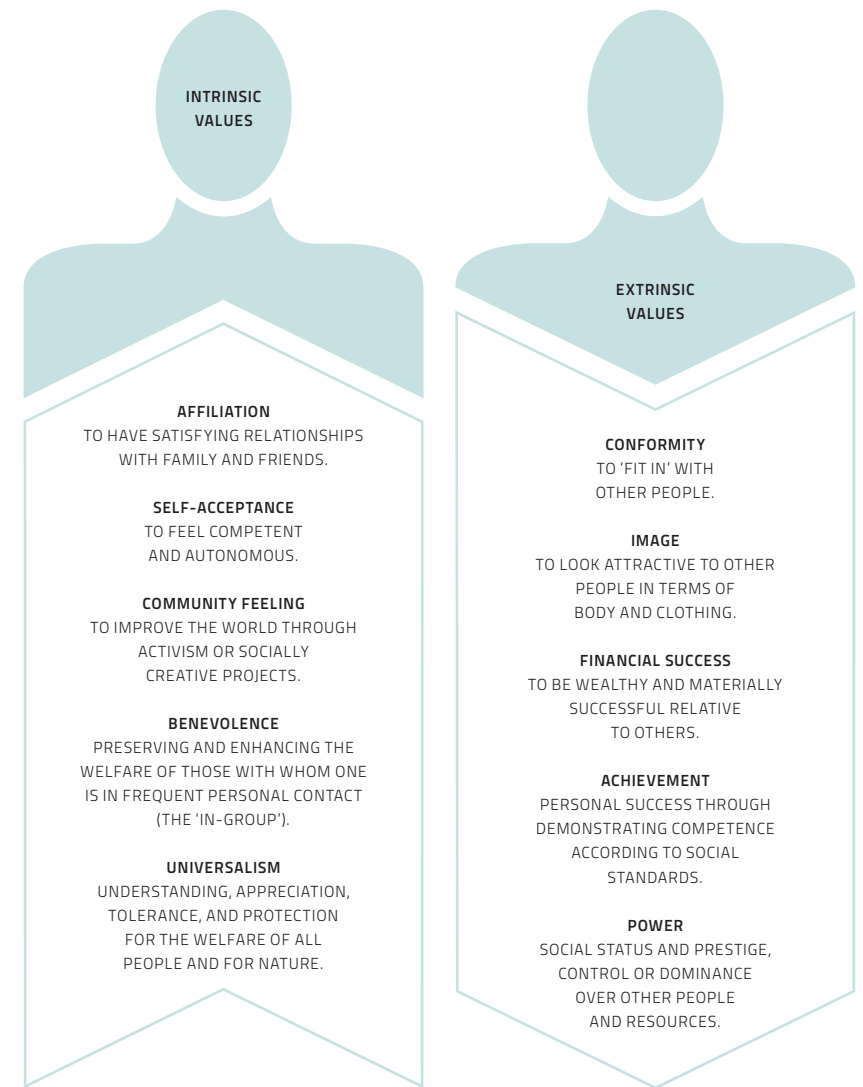 INTRINSIC
VALUES
AFFILIATION
TO HAVE SATISFYING RELATIONSHIPS
WITH FAMILY AND FRIENDS.
SELF-ACCEPTANCE
TO FEEL COMPETENT
AND AUTONOMOUS.
COMMUNITY FEELING
TO IMPROVE THE WORLD THROUGH
ACTIVISM OR SOCIALLY
CREATIVE PROJECTS.
BENEVOLENCE
PRESERVING AND ENHANCING THE
WELFARE OF THOSE WITH WHOM ONE
IS IN FREQUENT PERSONAL CONTACT
(THE ‘IN-GROUP’).
UNIVERSALISM
UNDERSTANDING, APPRECIATION,
TOLERANCE, AND PROTECTION
FOR THE WELFARE OF ALL
PEOPLE AND FOR NATURE.
EXTRINSIC
VALUES
CONFORMITY
TO ‘FIT IN’ WITH
OTHER PEOPLE.
IMAGE
TO LOOK ATTRACTIVE TO OTHER
PEOPLE IN TERMS OF
BODY AND CLOTHING.
FINANCIAL SUCCESS
TO BE WEALTHY AND MATERIALLY
SUCCESSFUL RELATIVE
TO OTHERS.
ACHIEVEMENT
PERSONAL SUCCESS THROUGH
DEMONSTRATING COMPETENCE
ACCORDING TO SOCIAL
STANDARDS.
POWER
SOCIAL STATUS AND PRESTIGE,
CONTROL OR DOMINANCE
OVER OTHER PEOPLE
AND RESOURCES.